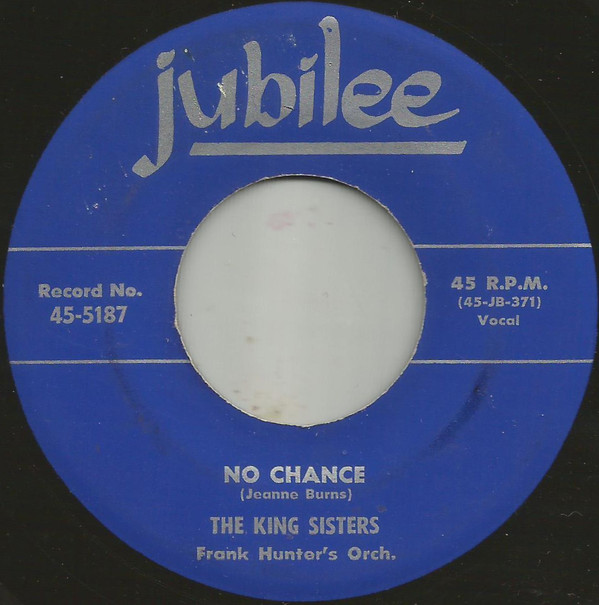 jubilee
Record No.
45-5187
45 R.P.M.
(45-JB-371)
Vocal
NO CHANCE
(Jeanne Burns)
THE KING SISTERS
Frank Hunter's Orch.